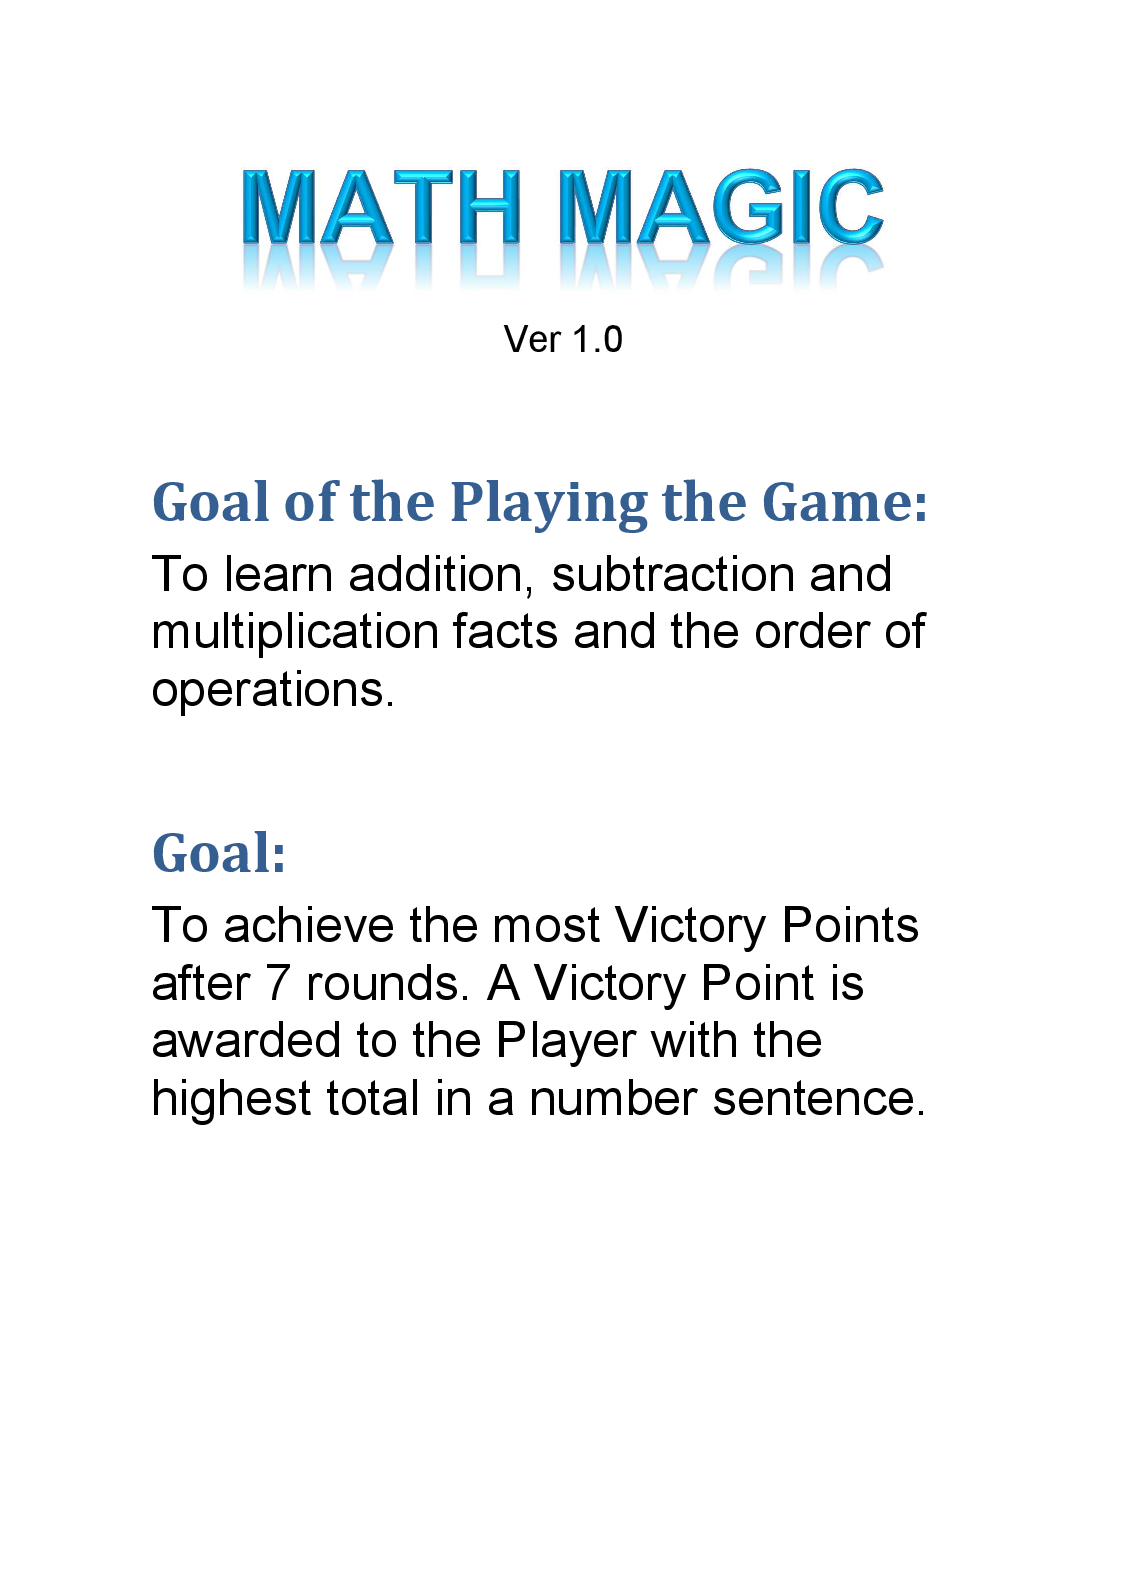 MATH MAGIC
Ver 1.0
Goal of the Playing the Game:
To learn addition, subtraction and
multiplication facts and the order of
operations.
Goal:
To achieve the most Victory Points
after 7 rounds. A Victory Point is
awarded to the Player with the
highest total in a number sentence.